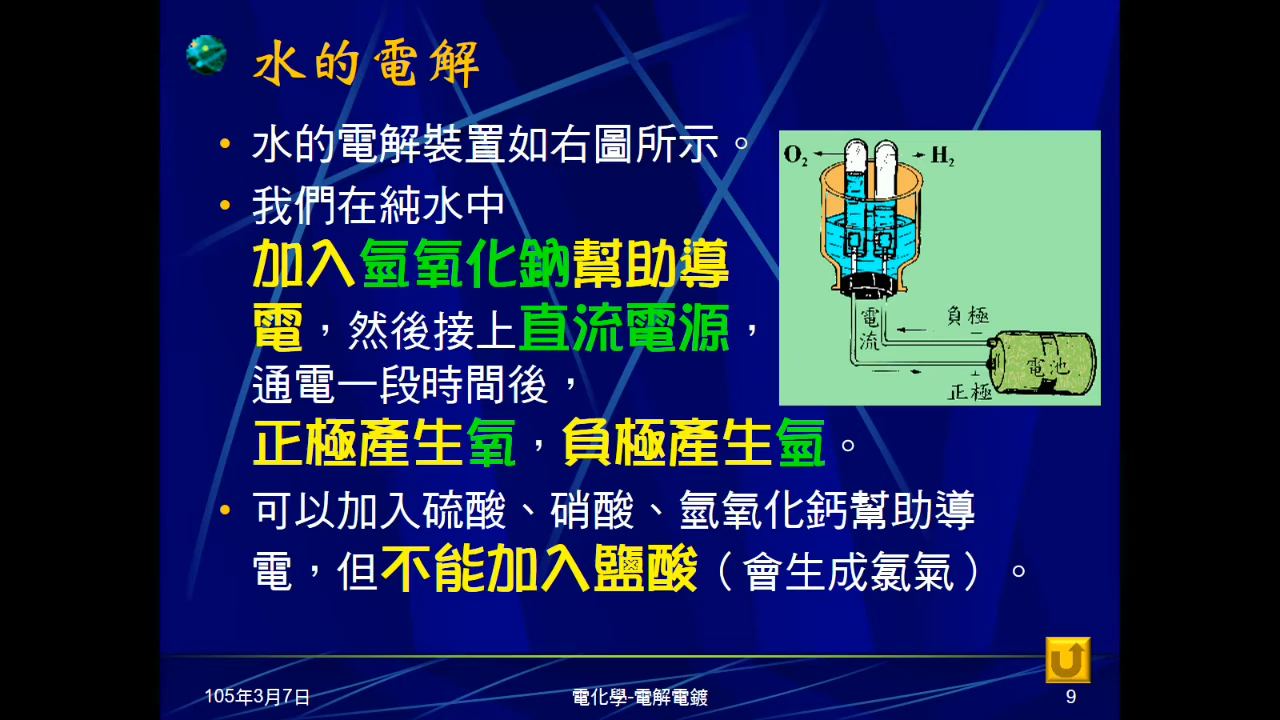 水的電解
• 水的電解裝置如右圖所示。
• 我們在純水中
加入氫氧化鈉幫助導
電，然後接上直流電源，
通電一段時間後，
正極產生氧，負極產生氫。
• 可以加入硫酸、硝酸、氫氧化鈣幫助導
電，但不能加入鹽酸（會生成氯氣）。
O₂
H₂
電流
負極
－
電池
＋
正極
105年3月7日
電化學-電解電鍍
9